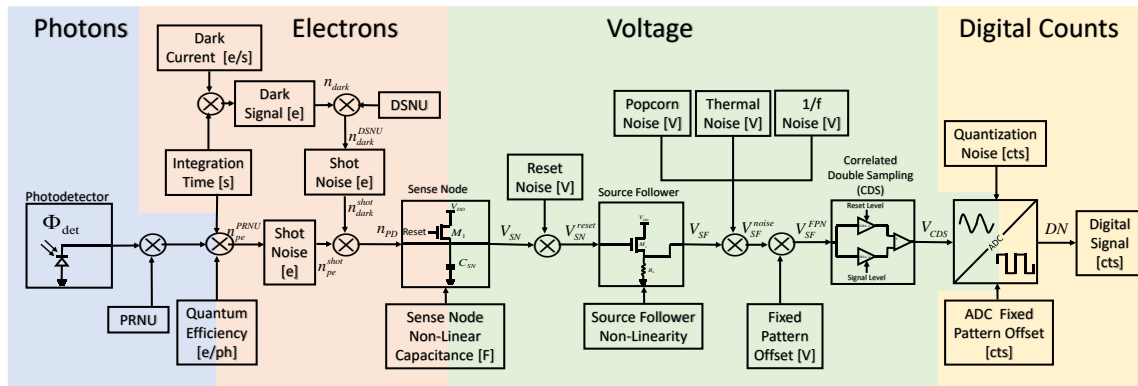 Photons
Electrons
Voltage
Digital Counts
Dark
Current [e/s]
n_dark
Dark
Signal [e]
DSNU
n_dark^DSNU
Integration
Time [s]
Shot
Noise [e]
n_dark^shot
Photodetector
Φ_det
n_pe^PRNU
Shot
Noise [e]
n_pe^shot
n_PD
PRNU
Quantum
Efficiency
[e/ph]
Sense Node
V_DD
Reset
M_1
C_SN
Sense Node
Non-Linear
Capacitance [F]
V_SN
Reset
Noise [V]
V_SN^reset
Source Follower
Source Follower
Non-Linearity
V_SF
Popcorn
Noise [V]
Thermal
Noise [V]
1/f
Noise [V]
V_SF^noise
V_SF^FPN
Fixed
Pattern
Offset [V]
Correlated
Double Sampling
(CDS)
Reset Level
Signal Level
V_CDS
Quantization
Noise [cts]
ADC
DN
Digital
Signal
[cts]
ADC Fixed
Pattern Offset
[cts]